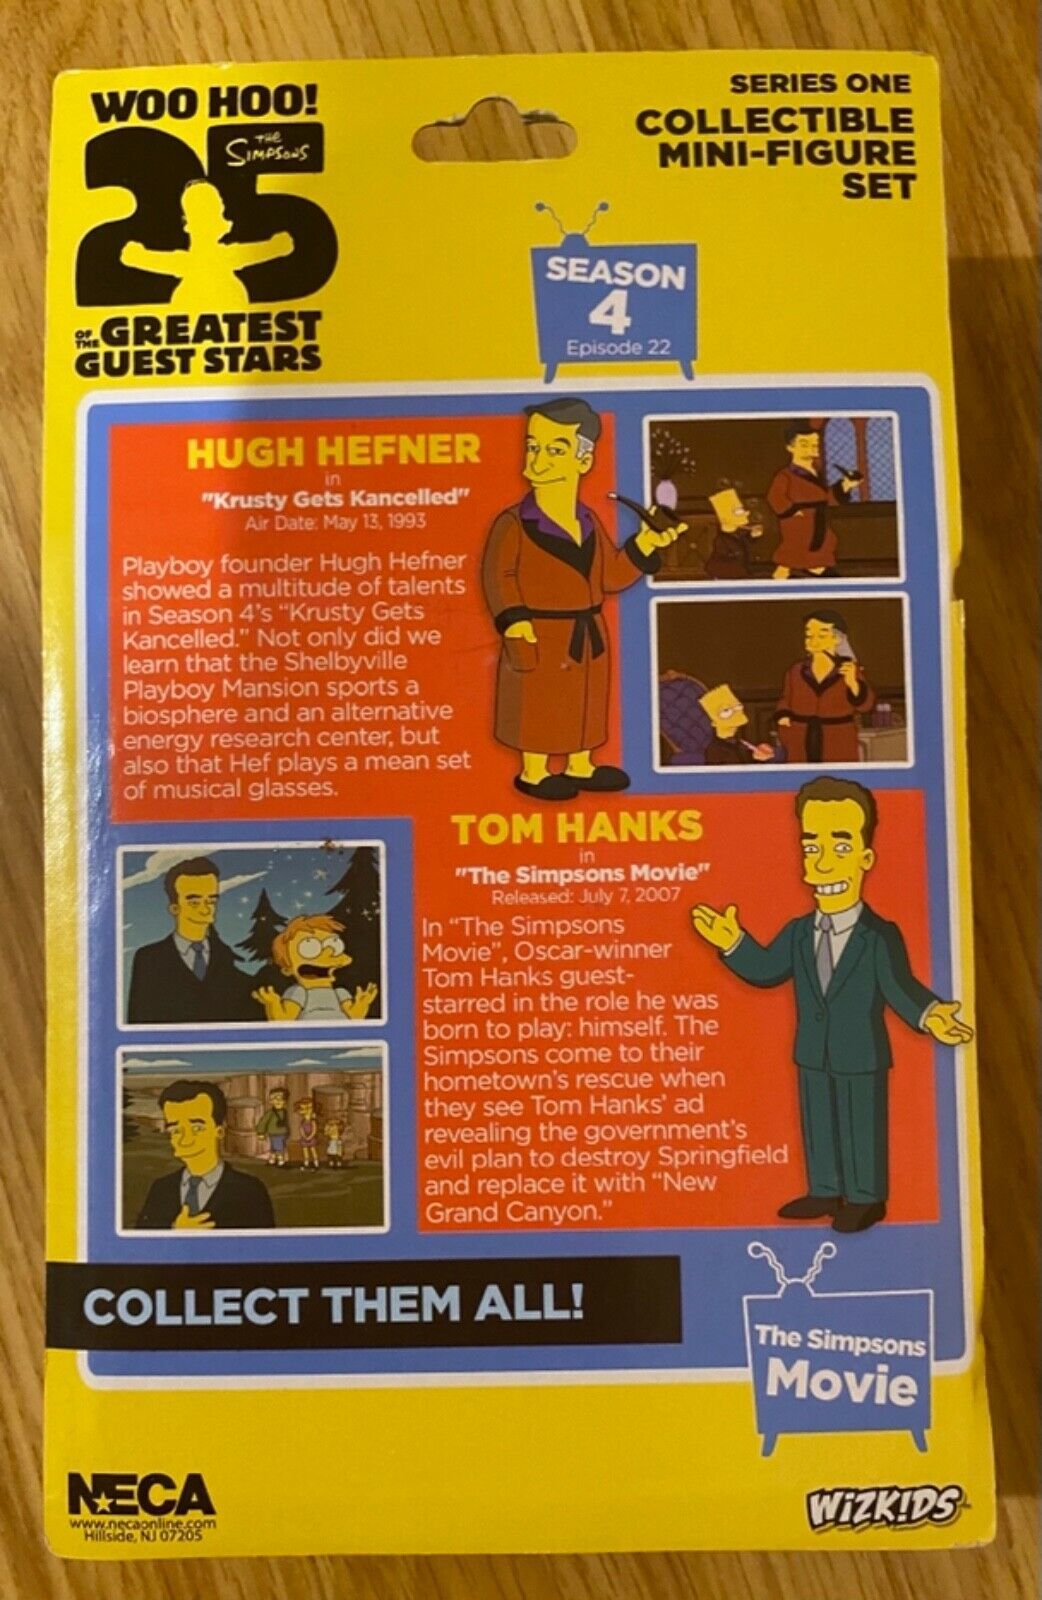 WOO HOO!
THE
SIMPSONS
25
OF THE GREATEST
GUEST STARS
SERIES ONE
COLLECTIBLE
MINI-FIGURE
SET
SEASON
4
Episode 22
HUGH HEFNER
in
"Krusty Gets Kancelled"
Air Date: May 13, 1993
Playboy founder Hugh Hefner
showed a multitude of talents
in Season 4's "Krusty Gets
Kancelled." Not only did we
learn that the Shelbyville
Playboy Mansion sports a
biosphere and an alternative
energy research center, but
also that Hef plays a mean set
of musical glasses.
TOM HANKS
in
"The Simpsons Movie"
Released: July 7, 2007
In "The Simpsons
Movie", Oscar-winner
Tom Hanks guest-
starred in the role he was
born to play: himself. The
Simpsons come to their
hometown's rescue when
they see Tom Hanks' ad
revealing the government's
evil plan to destroy Springfield
and replace it with "New
Grand Canyon."
COLLECT THEM ALL!
The Simpsons
Movie
NECA
www.necaonline.com
Hillside, NJ 07205
WIZK!DS